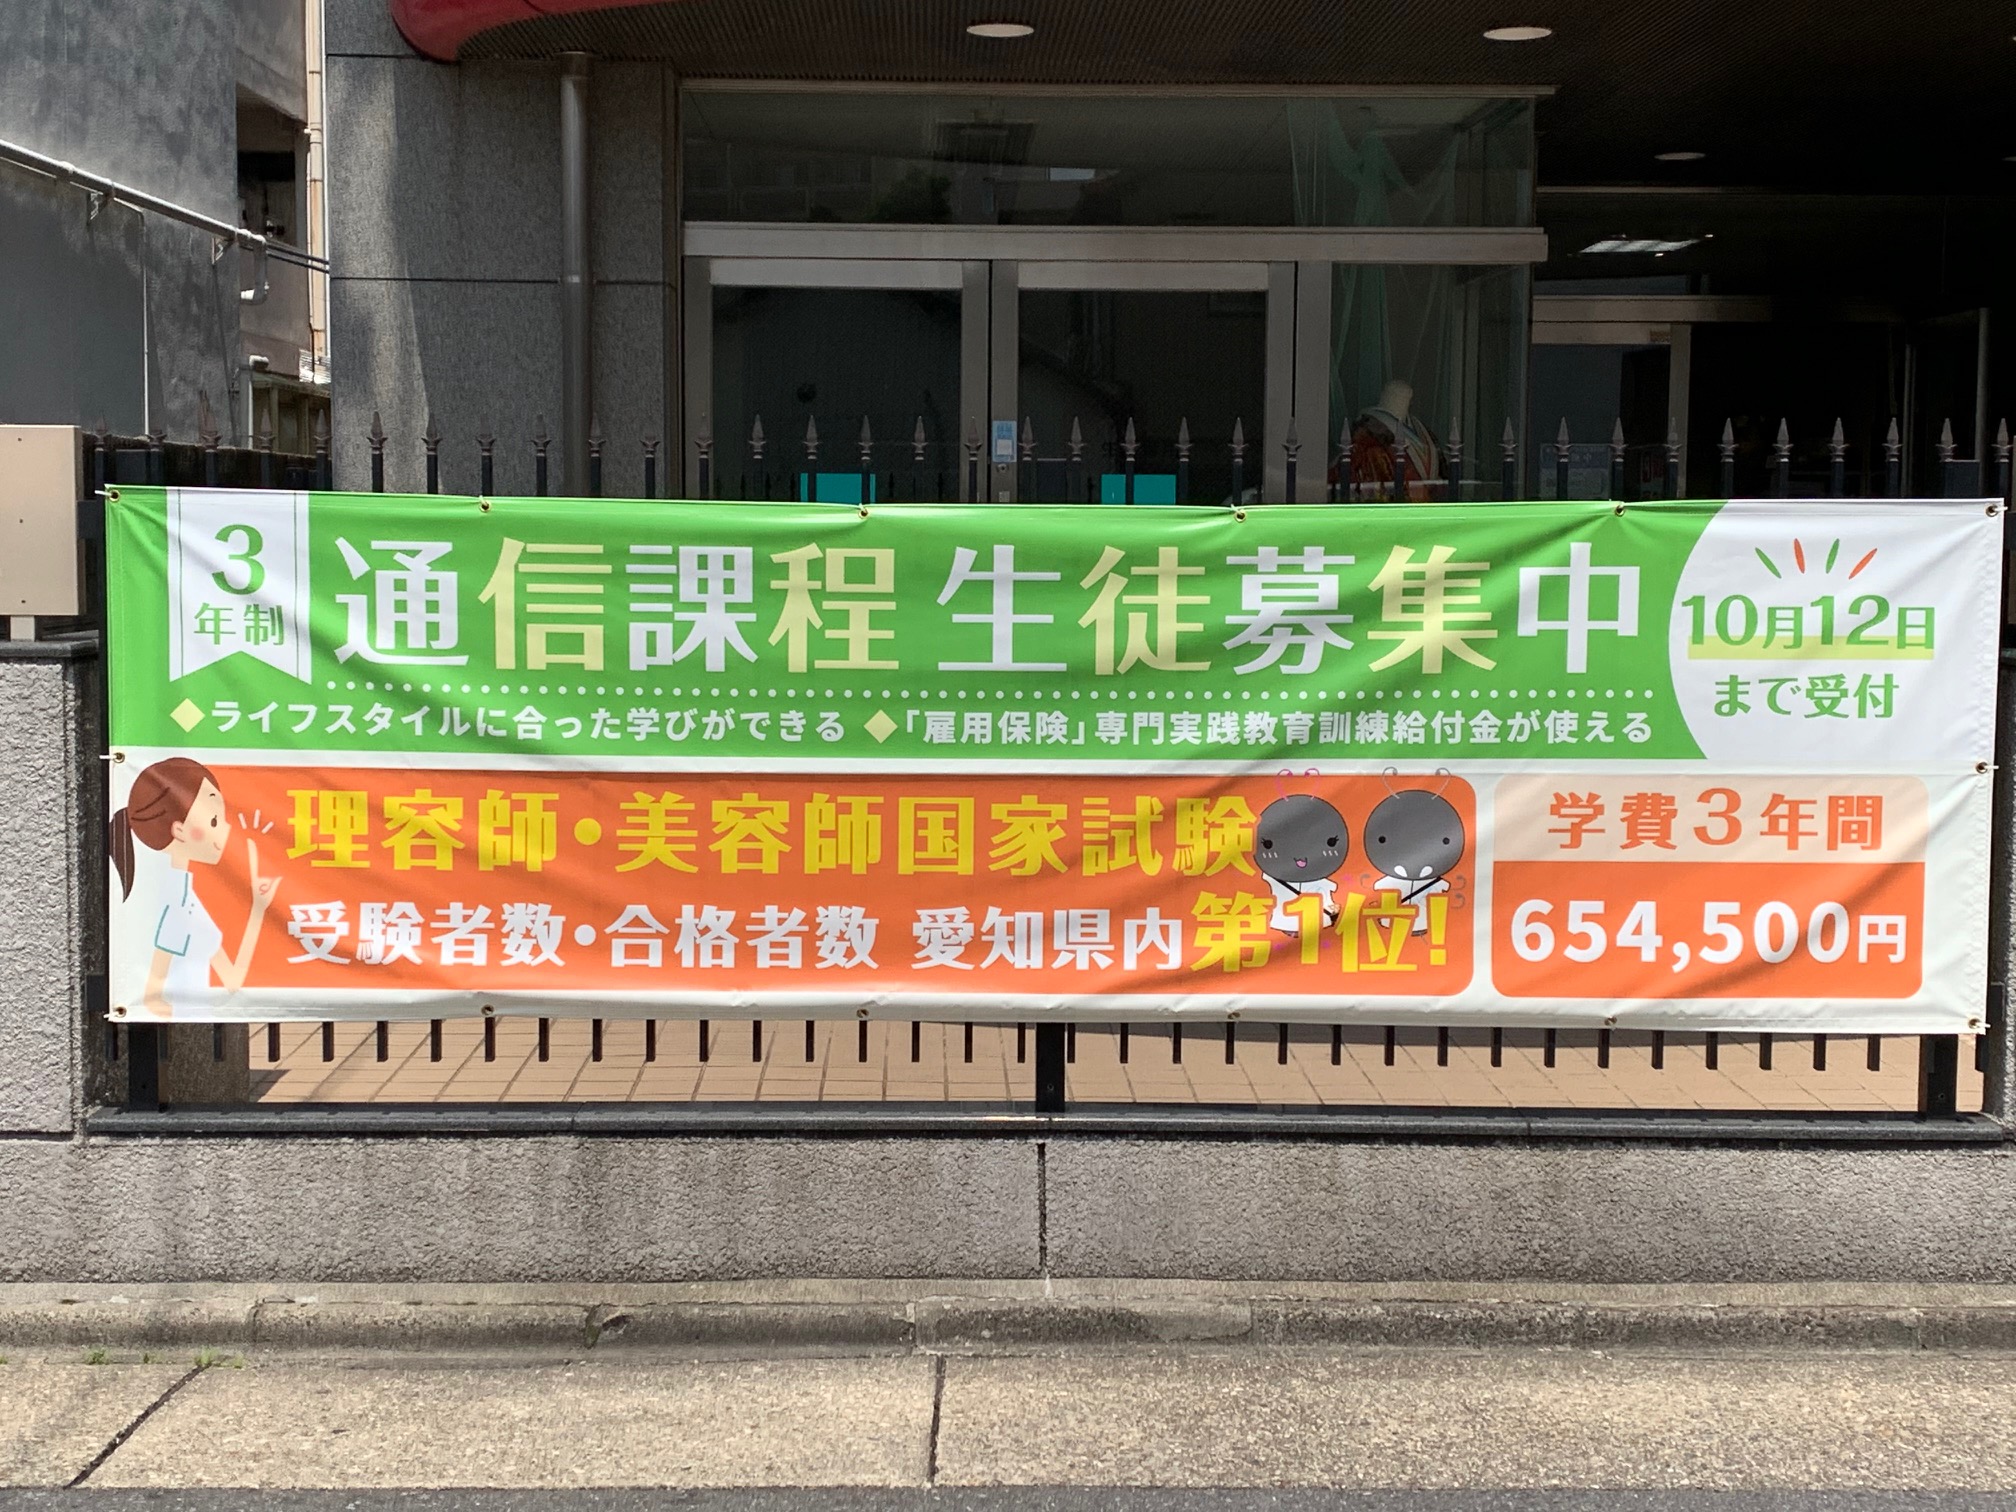 3
年制
通信課程 生徒募集中
◆ライフスタイルに合った学びができる ◆「雇用保険」専門実践教育訓練給付金が使える
10月12日
まで受付
理容師・美容師国家試験
受験者数・合格者数 愛知県内第1位!
学費3年間
654,500円